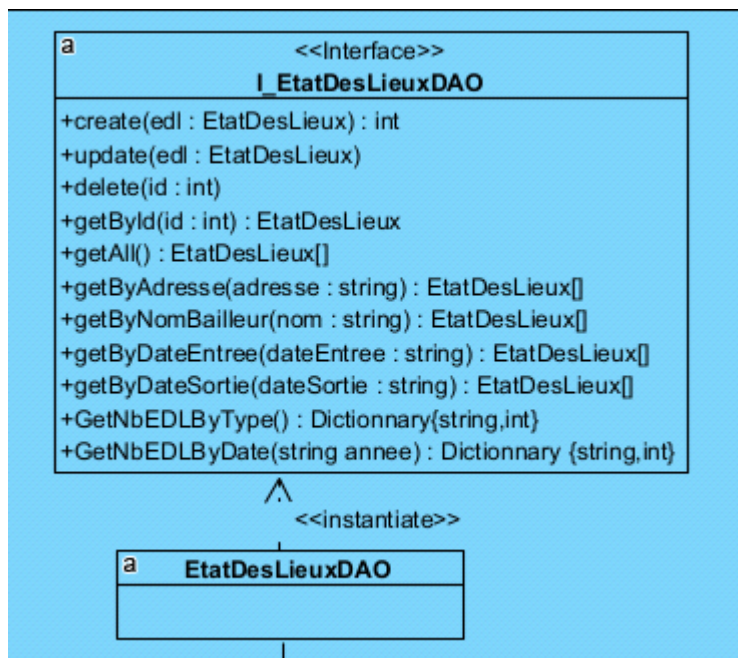 a
<<Interface>>
I_EtatDesLieuxDAO
+create(edl : EtatDesLieux) : int
+update(edl : EtatDesLieux)
+delete(id : int)
+getById(id : int) : EtatDesLieux
+getAll() : EtatDesLieux[]
+getByAdresse(adresse : string) : EtatDesLieux[]
+getByNomBailleur(nom : string) : EtatDesLieux[]
+getByDateEntree(dateEntree : string) : EtatDesLieux[]
+getByDateSortie(dateSortie : string) : EtatDesLieux[]
+GetNbEDLByType() : Dictionnary{string,int}
+GetNbEDLByDate(string annee) : Dictionnary {string,int}
<<instantiate>>
a
EtatDesLieuxDAO